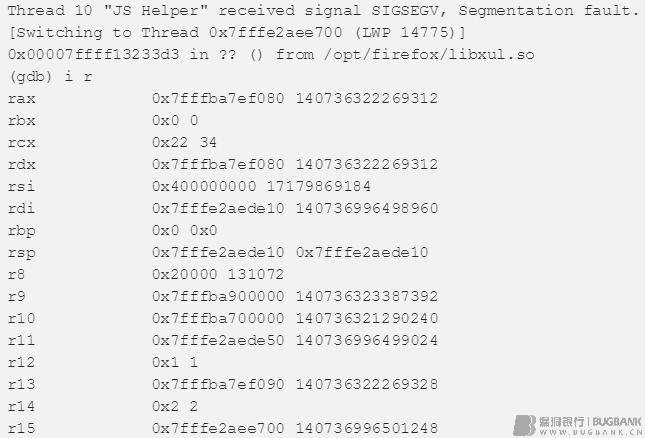 Thread 10 "JS Helper" received signal SIGSEGV, Segmentation fault.
[Switching to Thread 0x7fffe2aee700 (LWP 14775)]
0x00007ffff13233d3 in ?? () from /opt/firefox/libxul.so
(gdb) i r
rax 0x7fffba7ef080 140736322269312
rbx 0x0 0
rcx 0x22 34
rdx 0x7fffba7ef080 140736322269312
rsi 0x400000000 17179869184
rdi 0x7fffe2aede10 140736996498960
rbp 0x0 0x0
rsp 0x7fffe2aede10 0x7fffe2aede10
r8 0x20000 131072
r9 0x7fffba900000 140736323387392
r10 0x7fffba700000 140736321290240
r11 0x7fffe2aede50 140736996499024
r12 0x1 1
r13 0x7fffba7ef090 140736322269328
r14 0x2 2
r15 0x7fffe2aee700 140736996501248
漏洞银行 | BUGBANK
WWW.BUGBANK.CN